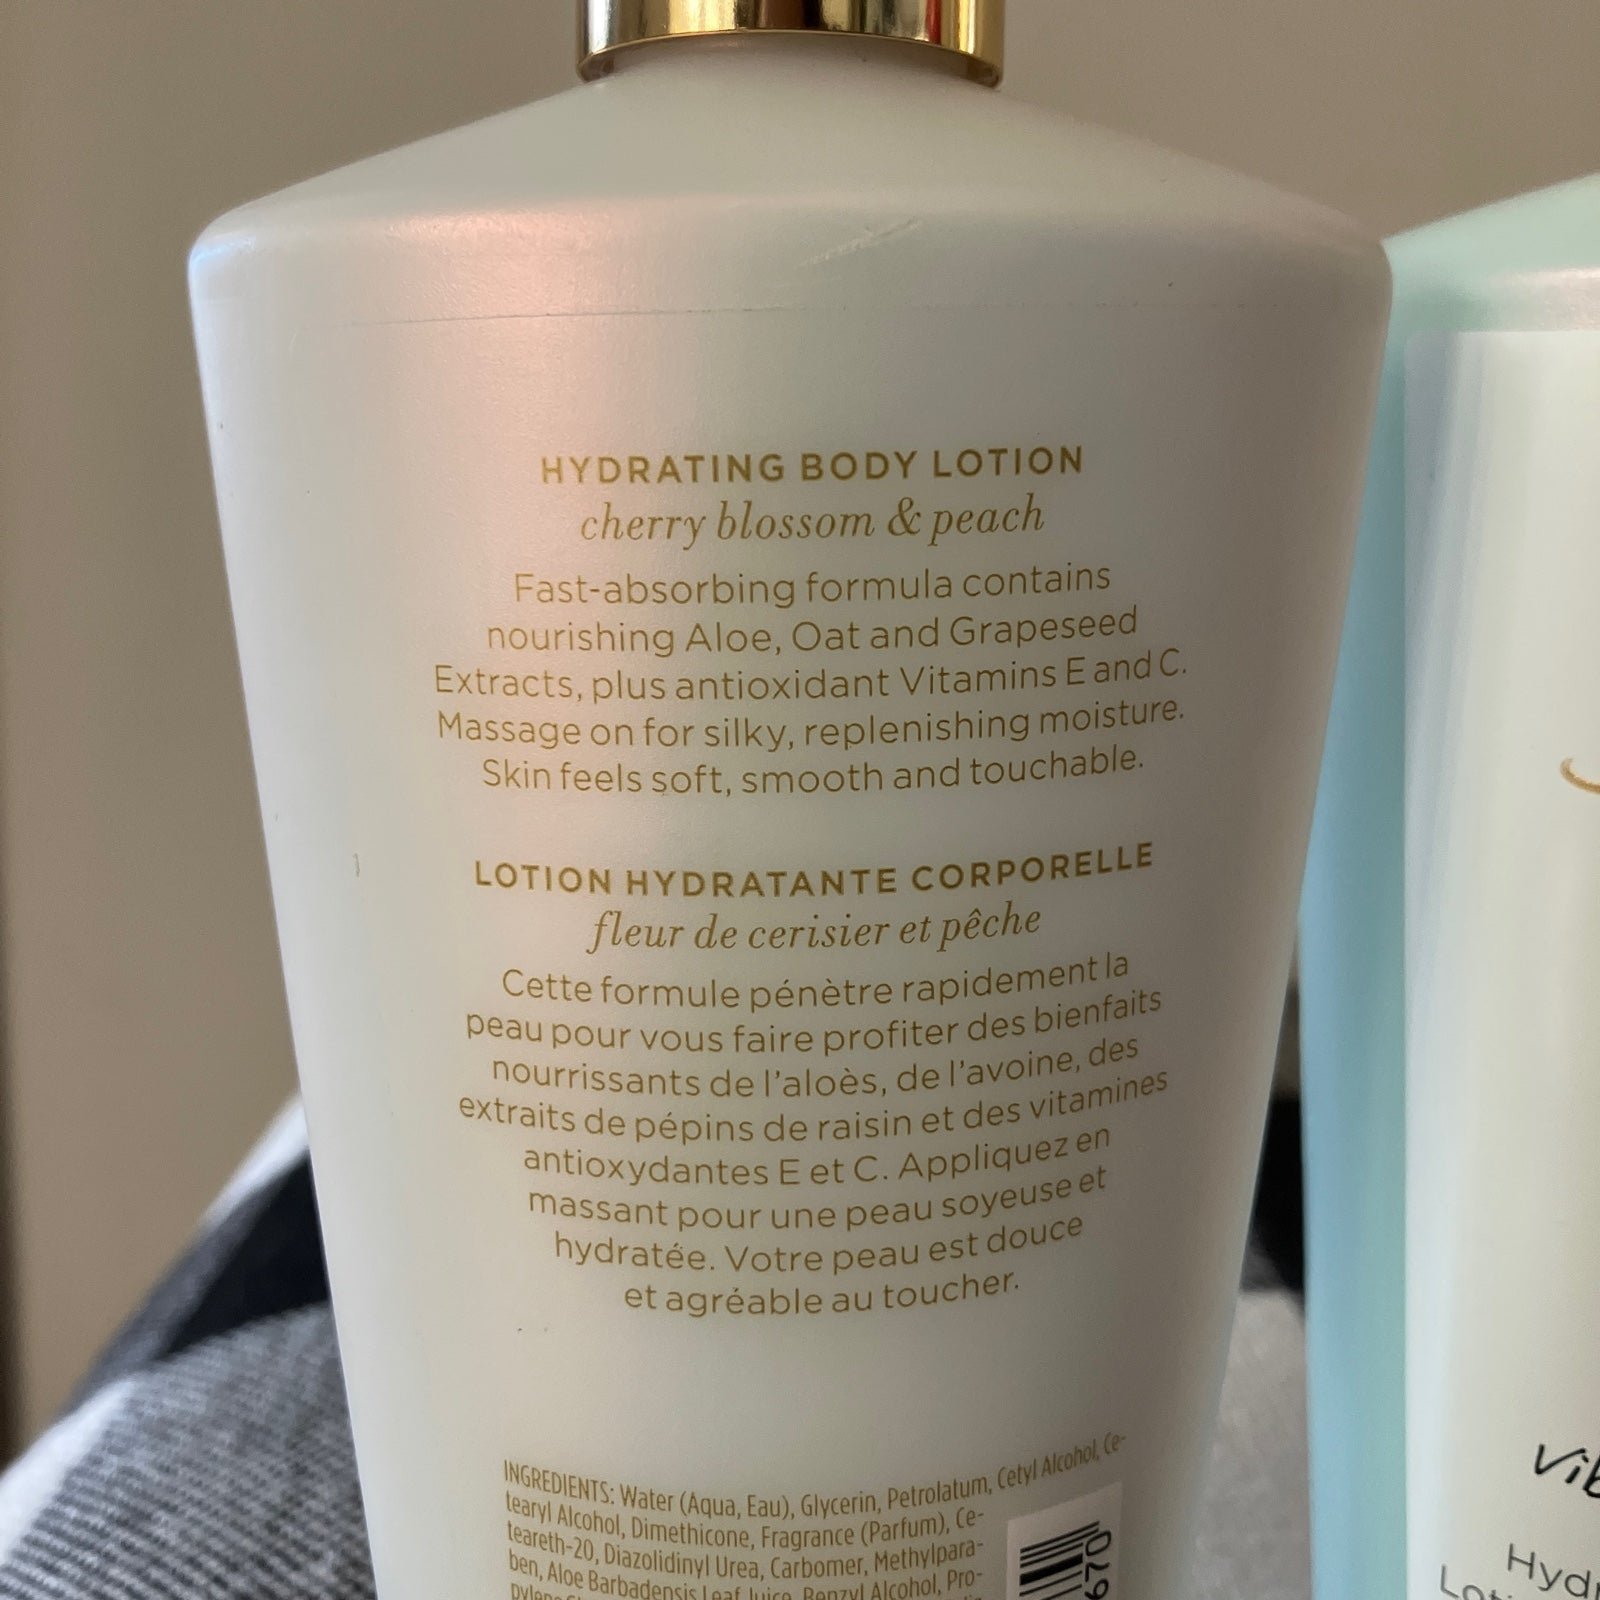 HYDRATING BODY LOTION
cherry blossom & peach
Fast-absorbing formula contains
nourishing Aloe, Oat and Grapeseed
Extracts, plus antioxidant Vitamins E and C.
Massage on for silky, replenishing moisture.
Skin feels soft, smooth and touchable.
LOTION HYDRATANTE CORPORELLE
fleur de cerisier et pêche
Cette formule pénètre rapidement la
peau pour vous faire profiter des bienfaits
nourrissants de l'aloès, de l'avoine, des
extraits de pépins de raisin et des vitamines
antioxydantes E et C. Appliquez en
massant pour une peau soyeuse et
hydratée. Votre peau est douce
et agréable au toucher.
INGREDIENTS: Water (Aqua, Eau), Glycerin, Petrolatum, Cetyl Alcohol, Ce-
tearyl Alcohol, Dimethicone, Fragrance (Parfum), Ce-
teareth-20, Diazolidinyl Urea, Carbomer, Methylpara-
ben, Aloe Barbadensis Leaf Juice, Benzyl Alcohol, Pro-
670
Vib
Hydr